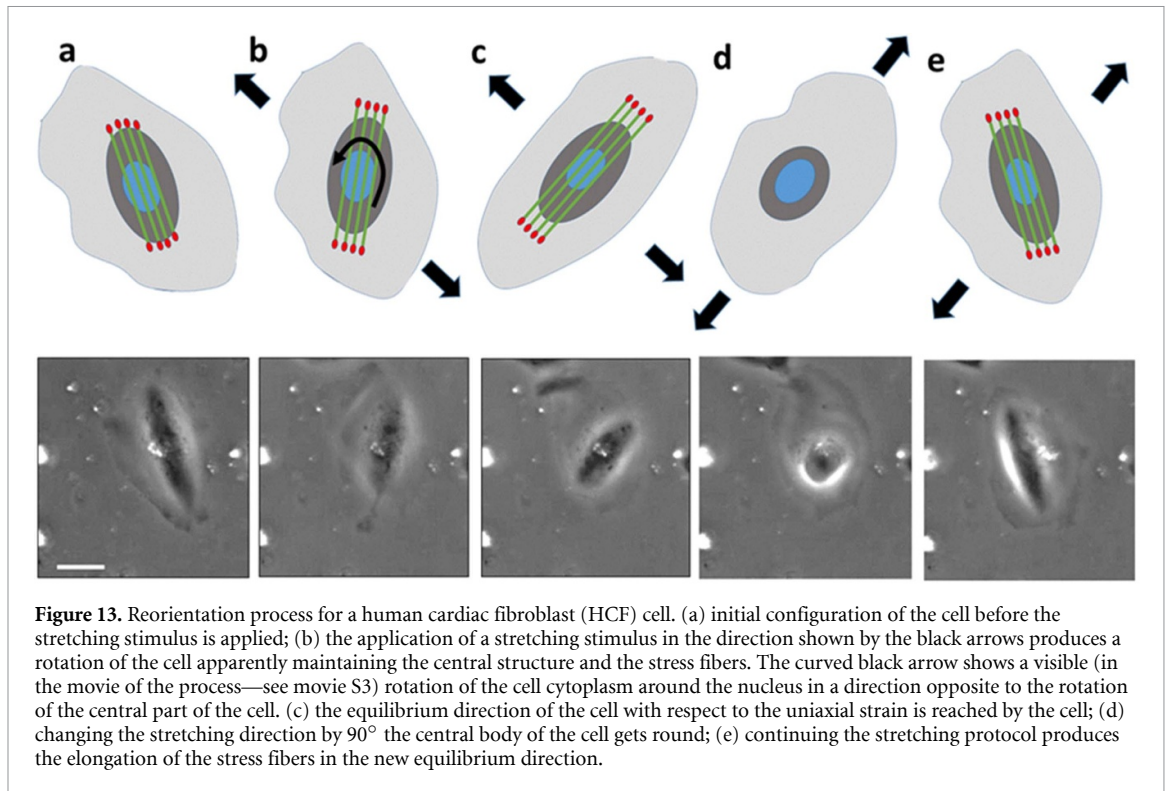 a b c d e
Figure 13. Reorientation process for a human cardiac fibroblast (HCF) cell. (a) initial configuration of the cell before the
stretching stimulus is applied; (b) the application of a stretching stimulus in the direction shown by the black arrows produces a
rotation of the cell apparently maintaining the central structure and the stress fibers. The curved black arrow shows a visible (in
the movie of the process—see movie S3) rotation of the cell cytoplasm around the nucleus in a direction opposite to the rotation
of the central part of the cell. (c) the equilibrium direction of the cell with respect to the uniaxial strain is reached by the cell; (d)
changing the stretching direction by 90° the central body of the cell gets round; (e) continuing the stretching protocol produces
the elongation of the stress fibers in the new equilibrium direction.